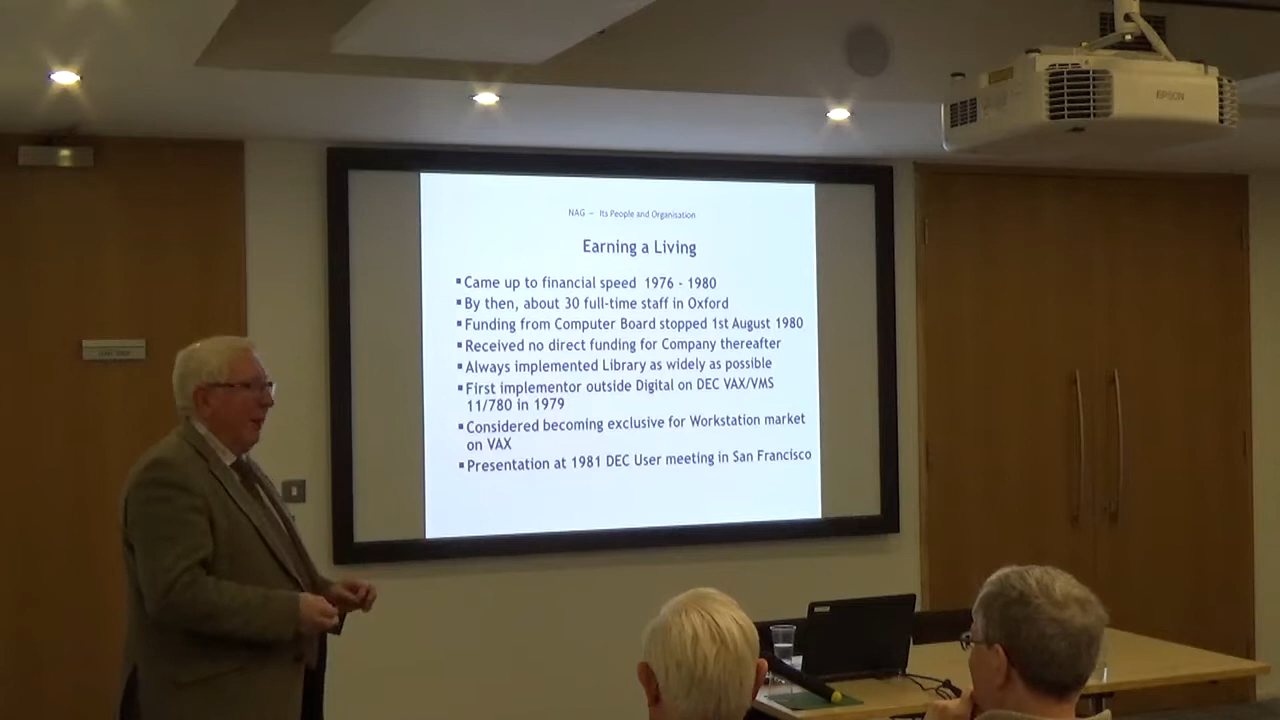 EPSON
NAG – Its People and Organisation
Earning a Living
▪Came up to financial speed 1976 - 1980
▪By then, about 30 full-time staff in Oxford
▪Funding from Computer Board stopped 1st August 1980
▪Received no direct funding for Company thereafter
▪Always implemented Library as widely as possible
▪First implementor outside Digital on DEC VAX/VMS
11/780 in 1979
▪Considered becoming exclusive for Workstation market
on VAX
▪Presentation at 1981 DEC User meeting in San Francisco